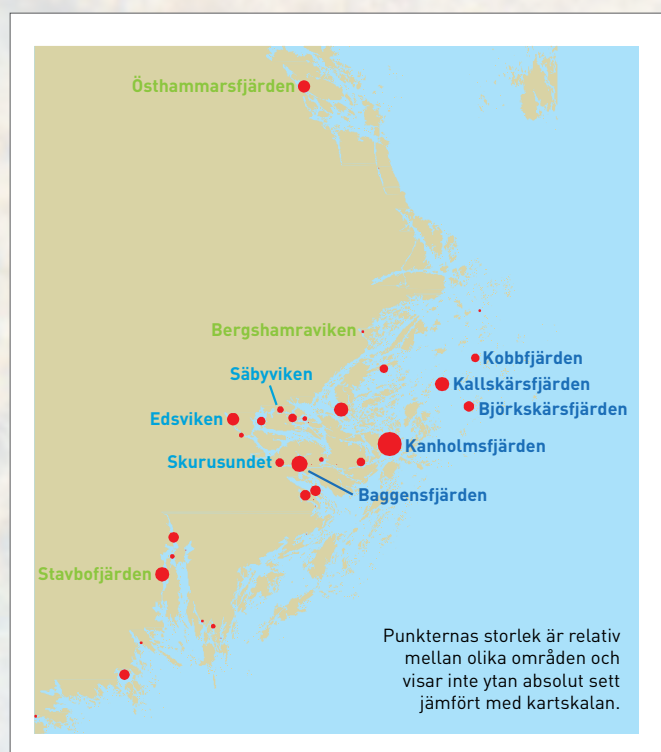 Östhammarsfjärden
Bergshamraviken
Kobbfjärden
Säbyviken
Kallskärsfjärden
Björkskärsfjärden
Edsviken
Kanholmsfjärden
Skurusundet
Baggensfjärden
Stavbofjärden
Punkternas storlek är relativ
mellan olika områden och
visar inte ytan absolut sett
jämfört med kartskalan.